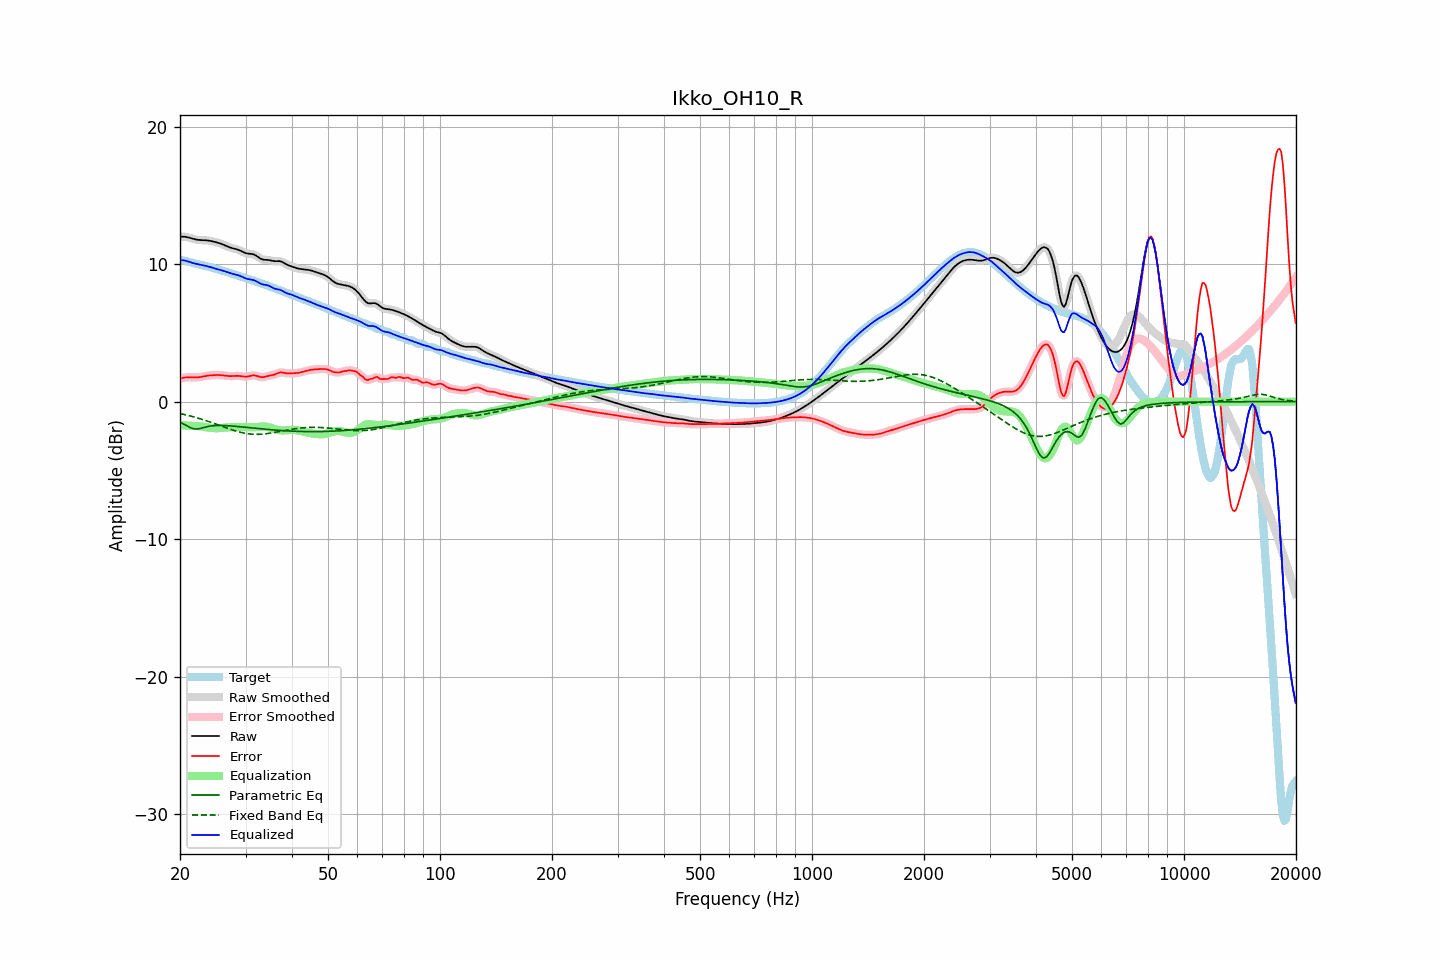 Ikko_OH10_R
20
10
0
−10
−20
−30
Amplitude (dBr)
Target
Raw Smoothed
Error Smoothed
Raw
Error
Equalization
Parametric Eq
Fixed Band Eq
Equalized
20 50 100 200 500 1000 2000 5000 10000 20000
Frequency (Hz)